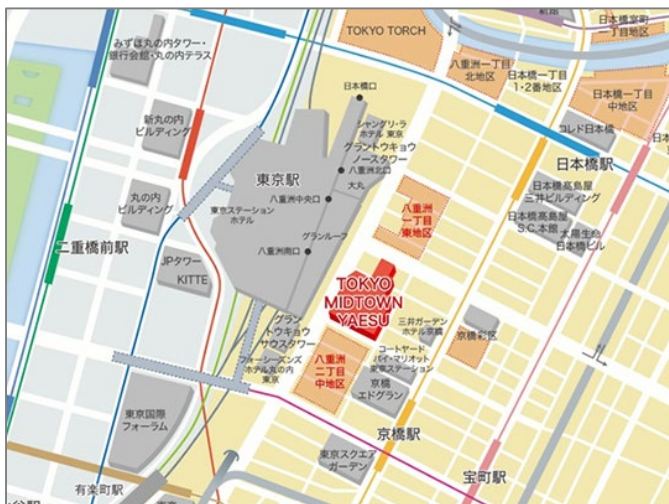 みずほ丸の内タワー・
銀行会館・丸の内テラス
TOKYO TORCH
八重洲一丁目
北地区
日本橋室町
一丁目地区
日本橋一丁目
1・2番地区
日本橋一丁目
中地区
コレド日本橋
日本橋駅
新丸の内
ビルディング
日本橋口
シャングリ・ラ
ホテル 東京
グラントウキョウ
ノースタワー
八重洲北口
大丸
東京駅
八重洲中央口
丸の内
ビルディング
東京ステーション
ホテル
グランルーフ
八重洲南口
八重洲
一丁目
東地区
日本橋髙島屋
三井ビルディング
日本橋髙島屋
S.C.本館
太陽生命
日本橋ビル
二重橋前駅
JPタワー
KITTE
TOKYO
MIDTOWN
YAESU
グラン
トウキョウ
サウスタワー
フォーシーズンズ
ホテル丸の内
東京
八重洲
二丁目
中地区
三井ガーデン
ホテル京橋
コートヤード
バイ・マリオット
東京ステーション
京橋彩区
京橋
エドグラン
東京国際
フォーラム
京橋駅
東京スクエア
ガーデン
宝町駅
有楽町駅